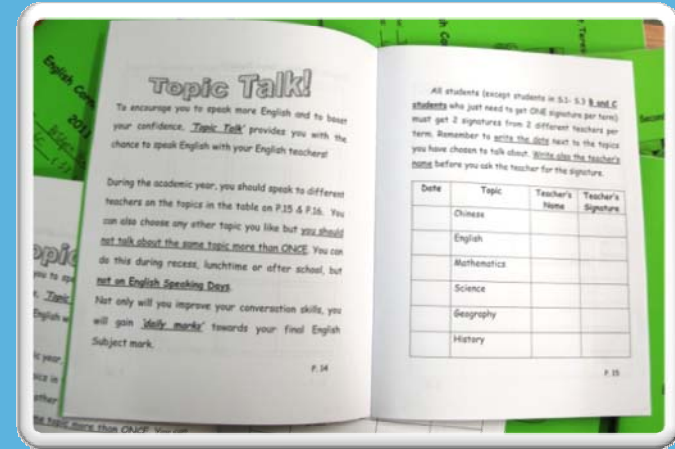 Topic Talk!
To encourage you to speak more English and to boost
your confidence, 'Topic Talk' provides you with the
chance to speak English with your English teachers!
During the academic year, you should speak to different
teachers on the topics in the table on P.15 & P.16. You
can also choose any other topic you like but you should
not talk about the same topic more than ONCE. You can
do this during recess, lunchtime or after school, but
not on English Speaking Days.
Not only will you improve your conversation skills, you
will gain 'daily marks' towards your final English
Subject mark.
P. 14
All students (except students in S.1- S.3 B and C
students who just need to get ONE signature per term)
must get 2 signatures from 2 different teachers per
term. Remember to write the date next to the topics
you have chosen to talk about. Write also the teacher's
name before you ask the teacher for the signature.
Date Topic Teacher's Name Teacher's Signature
Chinese
English
Mathematics
Science
Geography
History
P. 15
English
2011
me topic more than ONCE. You